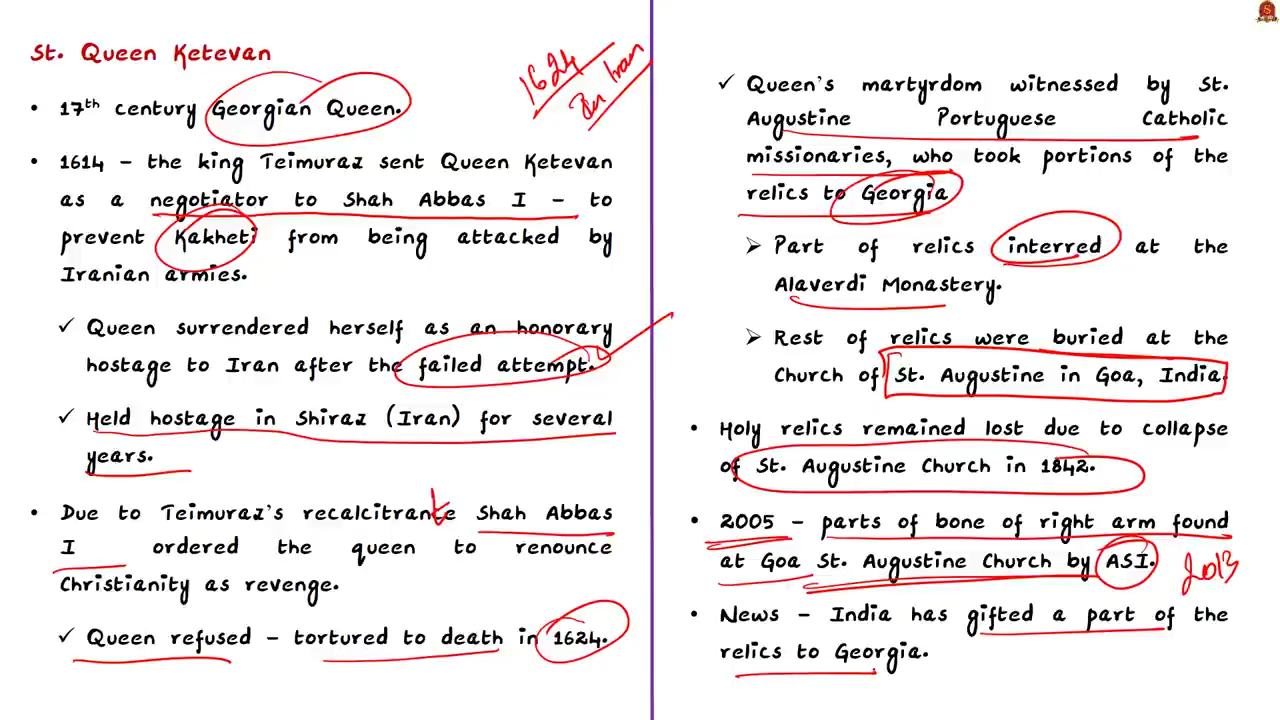 St. Queen Ketevan
1624
In Iran
• 17th century Georgian Queen.
• 1614 – the king Teimuraz sent Queen Ketevan
as a negotiator to Shah Abbas I – to
prevent Kakheti from being attacked by
Iranian armies.
✓ Queen surrendered herself as an honorary
hostage to Iran after the failed attempt.
✓ Held hostage in Shiraz (Iran) for several
years.
• Due to Teimuraz's recalcitrante Shah Abbas
I ordered the queen to renounce
Christianity as revenge.
✓ Queen refused – tortured to death in 1624.
✓ Queen's martyrdom witnessed by St.
Augustine Portuguese Catholic
missionaries, who took portions of the
relics to Georgia
➢ Part of relics interred at the
Alaverdi Monastery.
➢ Rest of relics were buried at the
Church of St. Augustine in Goa, India.
• Holy relics remained lost due to collapse
of St. Augustine Church in 1842.
• 2005 – parts of bone of right arm found
at Goa St. Augustine Church by ASI.
2013
• News – India has gifted a part of the
relics to Georgia.